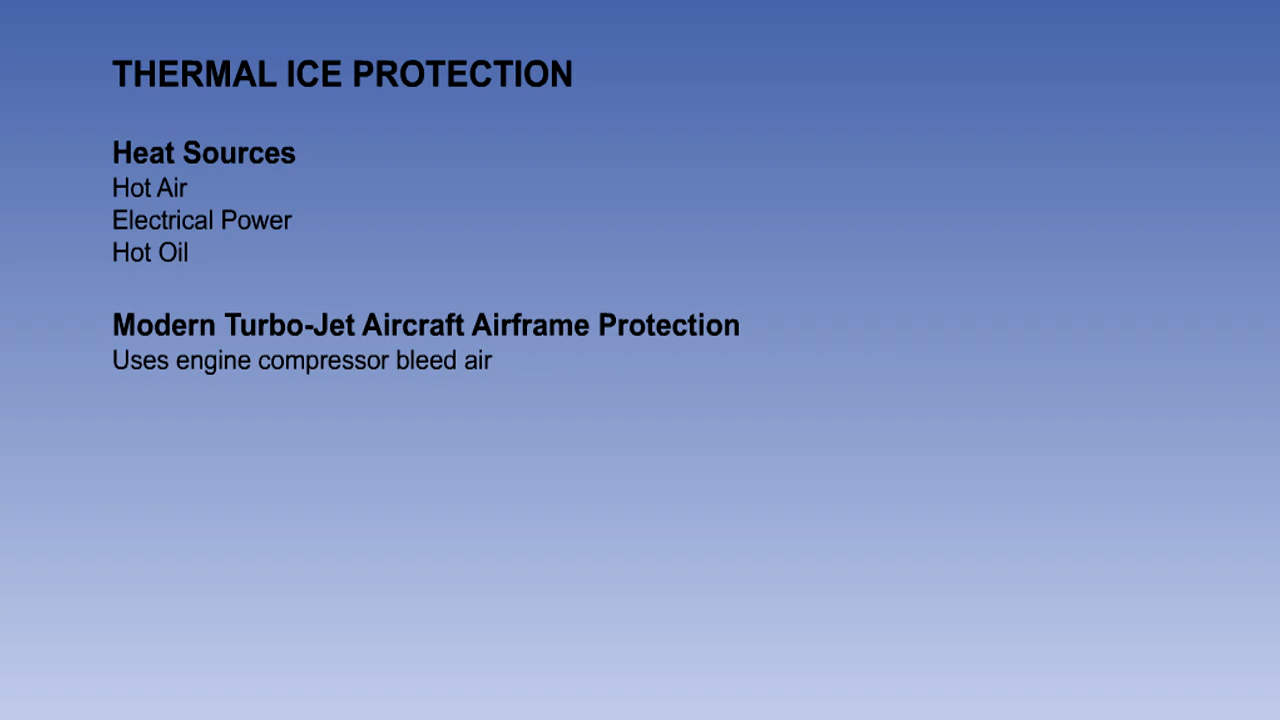 THERMAL ICE PROTECTION
Heat Sources
Hot Air
Electrical Power
Hot Oil
Modern Turbo-Jet Aircraft Airframe Protection
Uses engine compressor bleed air